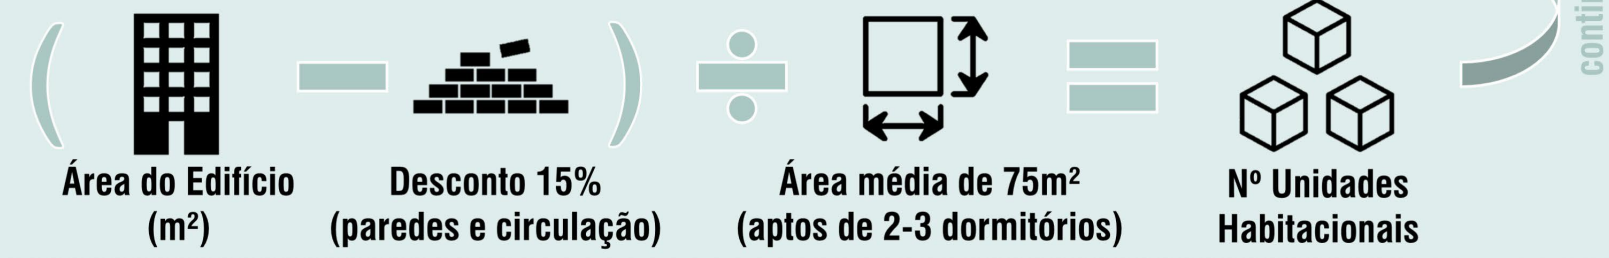 Área do Edifício
(m²)
Desconto 15%
(paredes e circulação)
Área média de 75m²
(aptos de 2-3 dormitórios)
Nº Unidades
Habitacionais